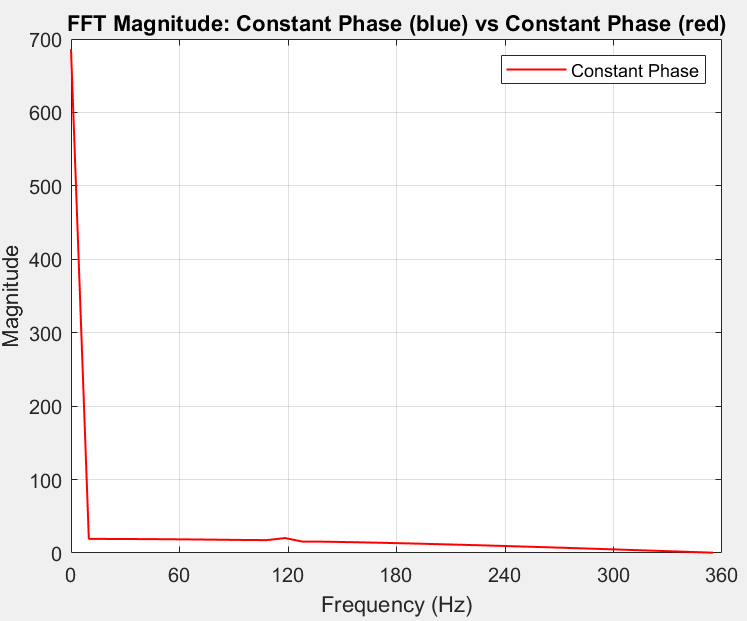 FFT Magnitude: Constant Phase (blue) vs Constant Phase (red)
Constant Phase
700
600
500
400
300
200
100
0
Magnitude
0 60 120 180 240 300 360
Frequency (Hz)